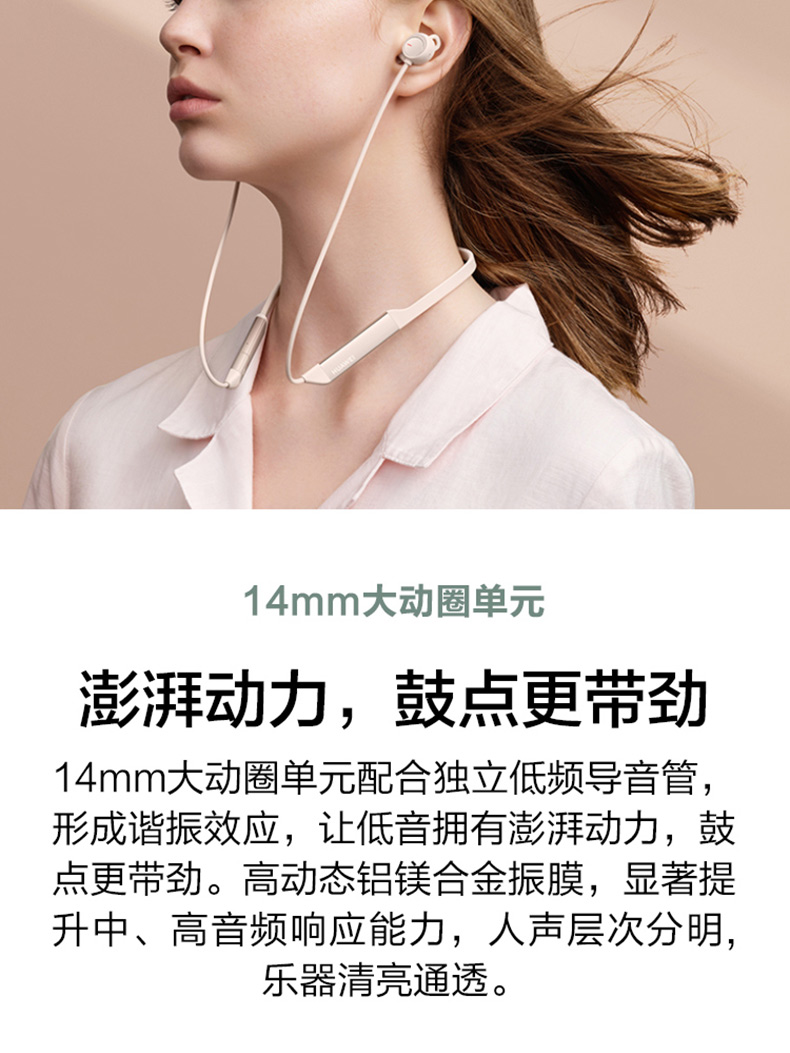 HUAWEI
14mm大动圈单元
澎湃动力，鼓点更带劲
14mm大动圈单元配合独立低频导音管，
形成谐振效应，让低音拥有澎湃动力，鼓
点更带劲。高动态铝镁合金振膜，显著提
升中、高音频响应能力，人声层次分明，
乐器清亮通透。